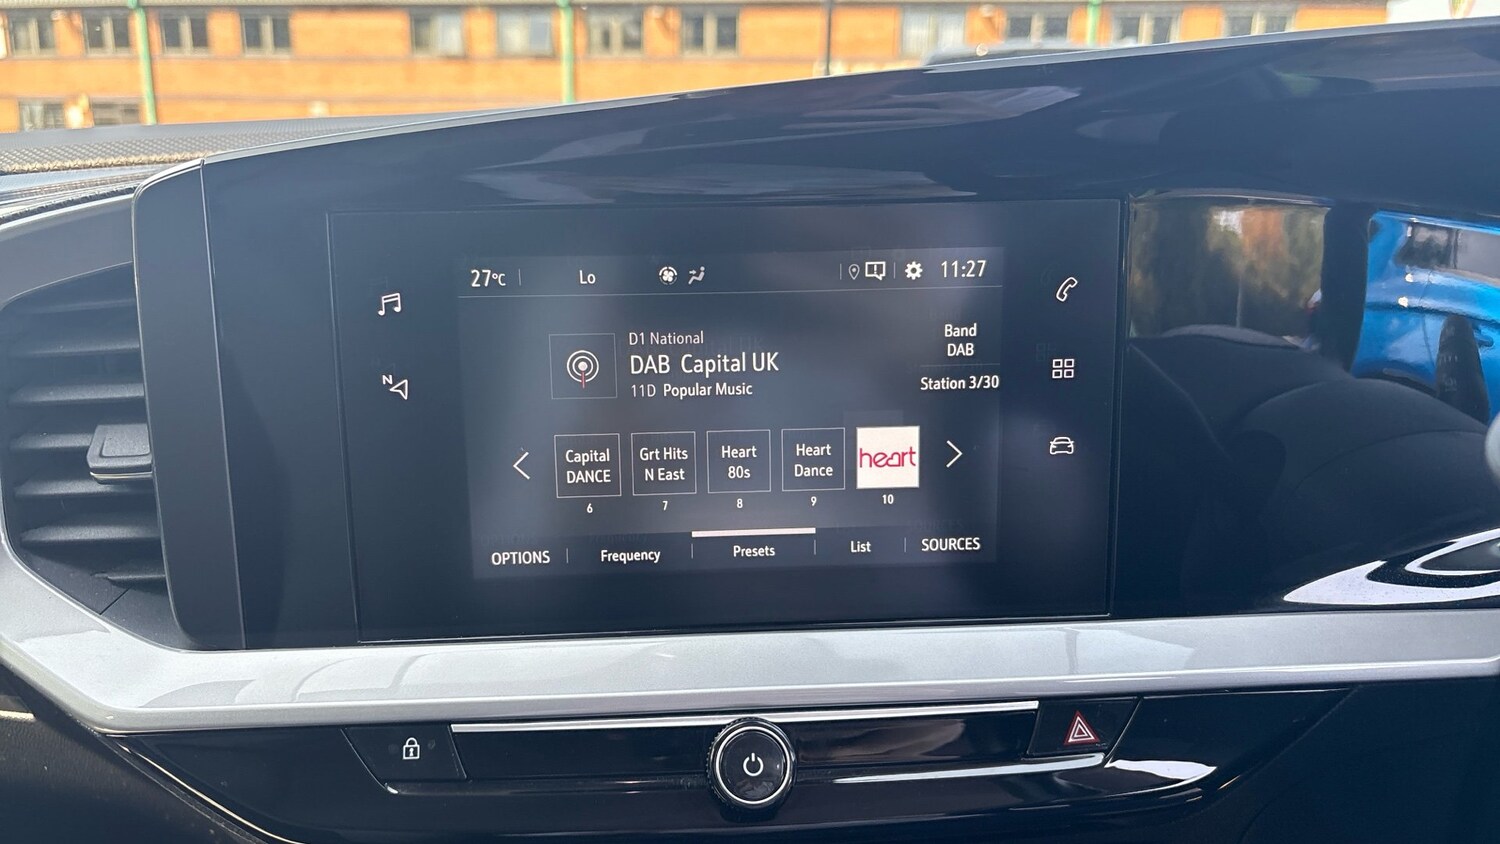 27°C
Lo
11:27
D1 National
DAB Capital UK
11D Popular Music
Band
DAB
Station 3/30
Capital
DANCE
6
Grt Hits
N East
7
Heart
80s
8
Heart
Dance
9
heart
10
OPTIONS
Frequency
Presets
List
SOURCES
N